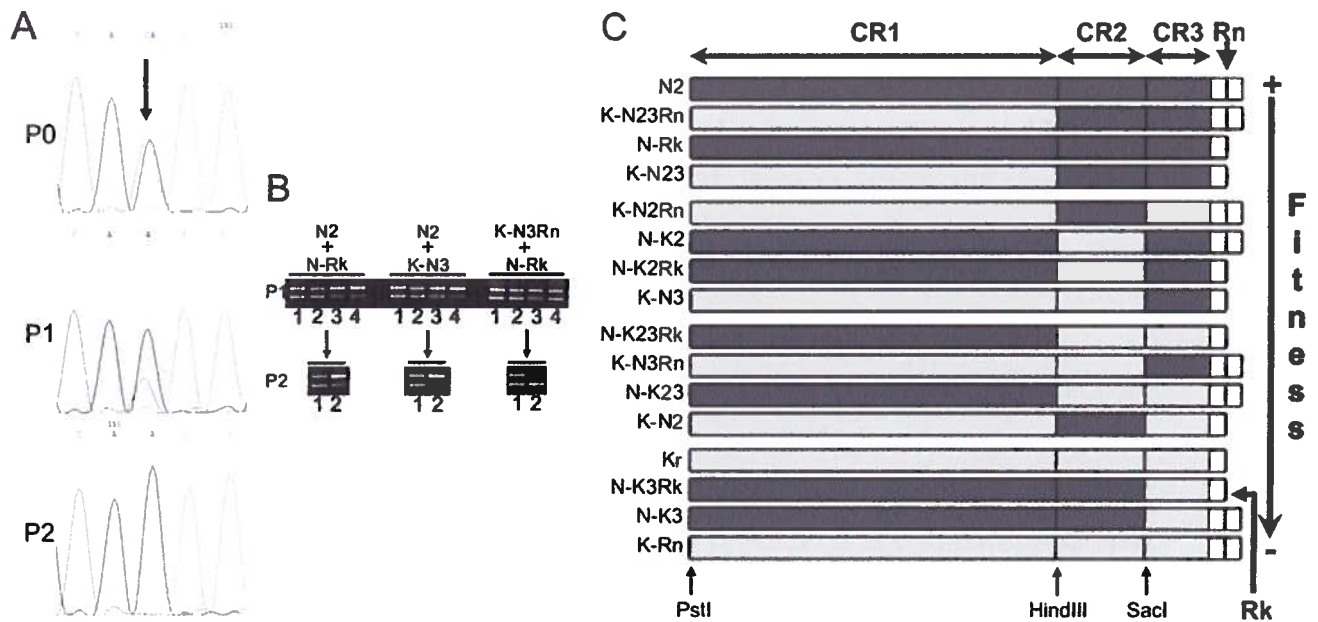 A
P0
P1
P2
B
N2 + N-Rk
N2 + K-N3
K-N3Rn + N-Rk
P1
1 2 3 4
1 2 3 4
1 2 3 4
P2
1 2
1 2
1 2
C
CR1 CR2 CR3 Rn
N2
K-N23Rn
N-Rk
K-N23
K-N2Rn
N-K2
N-K2Rk
K-N3
N-K23Rk
K-N3Rn
N-K23
K-N2
Kr
N-K3Rk
N-K3
K-Rn
+
Fitness
-
PstI HindIII SacI Rk